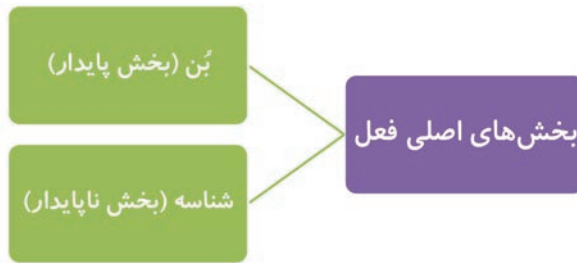 بخش‌های اصلی فعل
بُن (بخش پایدار)
شناسه (بخش ناپایدار)